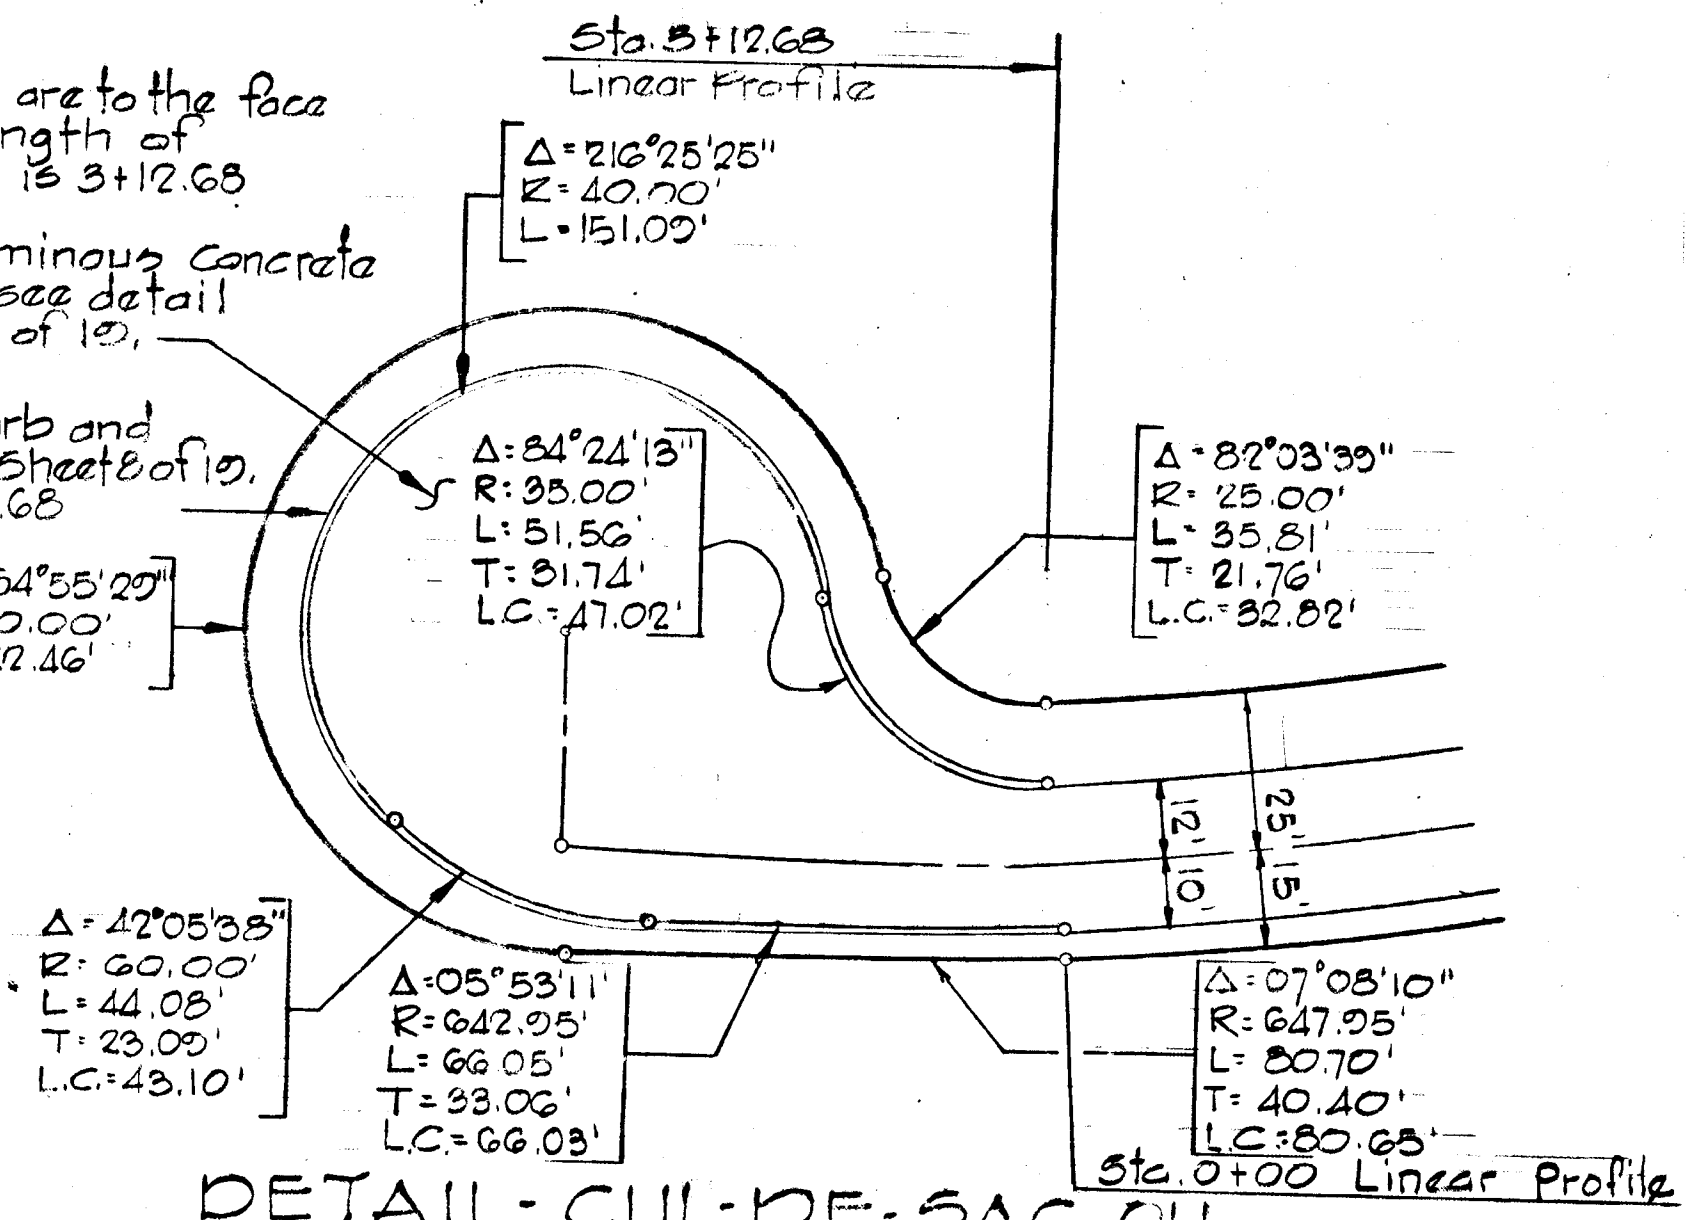 Sta. 3+12.68
Linear Profile
are to the face
ngth of
is 3+12.68
Δ = 216°25'25"
R = 40.00'
L = 151.09'
minous concrete
see detail
of 19.
rb and
Sheet 8 of 19.
.68
Δ = 84°24'13"
R = 35.00'
L = 51.56'
T = 31.74'
L.C. = 47.02'
Δ = 82°03'39"
R = 25.00'
L = 35.81'
T = 21.76'
L.C. = 32.82'
54°55'29"
0.00'
2.46'
12'
25'
10'
15'
Δ = 42°05'38"
R = 60.00'
L = 44.08'
T = 23.09'
L.C. = 43.10'
Δ = 05°53'11'
R = 642.95'
L = 66.05'
T = 33.06'
L.C. = 66.03'
Δ = 07°08'10"
R = 647.95'
L = 80.70'
T = 40.40'
L.C = 80.65'
Sta. 0+00 Linear Profile
DETAIL - CUL-DE-SAC